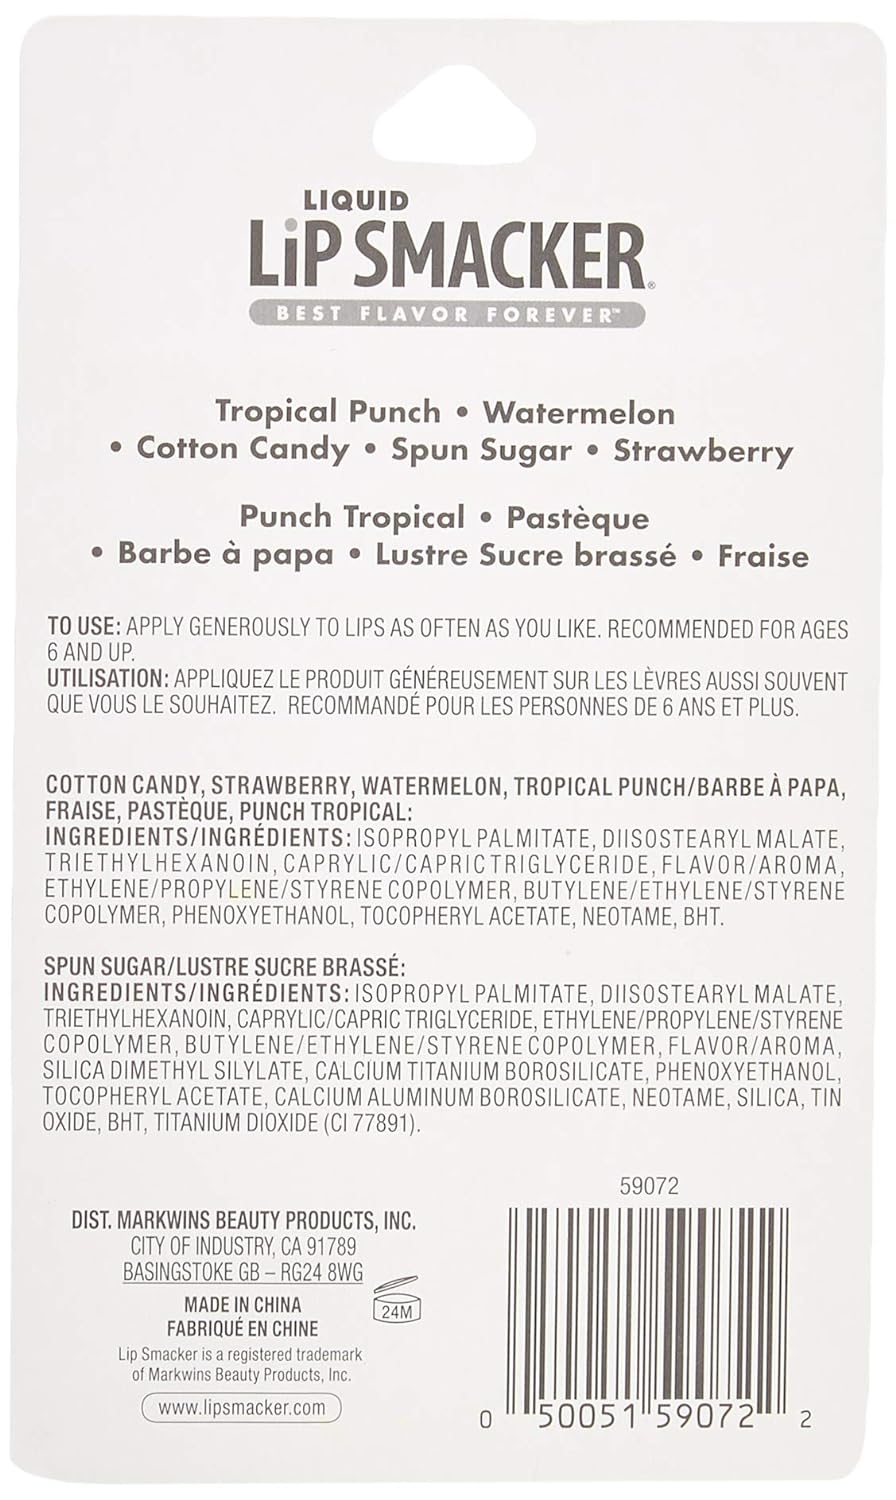 LIQUID
LiP SMACKER®
BEST FLAVOR FOREVER™
Tropical Punch • Watermelon
• Cotton Candy • Spun Sugar • Strawberry
Punch Tropical • Pastèque
• Barbe à papa • Lustre Sucre brassé • Fraise
TO USE: APPLY GENEROUSLY TO LIPS AS OFTEN AS YOU LIKE. RECOMMENDED FOR AGES
6 AND UP.
UTILISATION: APPLIQUEZ LE PRODUIT GÉNÉREUSEMENT SUR LES LÈVRES AUSSI SOUVENT
QUE VOUS LE SOUHAITEZ. RECOMMANDÉ POUR LES PERSONNES DE 6 ANS ET PLUS.
COTTON CANDY, STRAWBERRY, WATERMELON, TROPICAL PUNCH/BARBE À PAPA,
FRAISE, PASTÈQUE, PUNCH TROPICAL:
INGREDIENTS/INGRÉDIENTS: ISOPROPYL PALMITATE, DIISOSTEARYL MALATE,
TRIETHYLHEXANOIN, CAPRYLIC/CAPRIC TRIGLYCERIDE, FLAVOR/AROMA,
ETHYLENE/PROPYLENE/STYRENE COPOLYMER, BUTYLENE/ETHYLENE/STYRENE
COPOLYMER, PHENOXYETHANOL, TOCOPHERYL ACETATE, NEOTAME, BHT.
SPUN SUGAR/LUSTRE SUCRE BRASSÉ:
INGREDIENTS/INGRÉDIENTS: ISOPROPYL PALMITATE, DIISOSTEARYL MALATE,
TRIETHYLHEXANOIN, CAPRYLIC/CAPRIC TRIGLYCERIDE, ETHYLENE/PROPYLENE/STYRENE
COPOLYMER, BUTYLENE/ETHYLENE/STYRENE COPOLYMER, FLAVOR/AROMA,
SILICA DIMETHYL SILYLATE, CALCIUM TITANIUM BOROSILICATE, PHENOXYETHANOL,
TOCOPHERYL ACETATE, CALCIUM ALUMINUM BOROSILICATE, NEOTAME, SILICA, TIN
OXIDE, BHT, TITANIUM DIOXIDE (CI 77891).
DIST. MARKWINS BEAUTY PRODUCTS, INC.
CITY OF INDUSTRY, CA 91789
BASINGSTOKE GB – RG24 8WG
MADE IN CHINA
FABRIQUÉ EN CHINE
24M
Lip Smacker is a registered trademark
of Markwins Beauty Products, Inc.
www.lipsmacker.com
59072
0 50051 59072 2